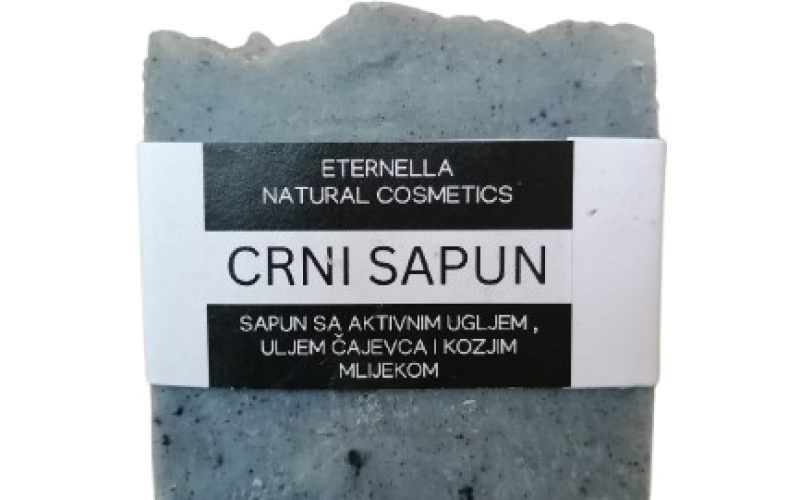 ETERNELLA
NATURAL COSMETICS
CRNI SAPUN
SAPUN SA AKTIVNIM UGLJEM ,
ULJEM ČAJEVCA I KOZJIM
MLIJEKOM